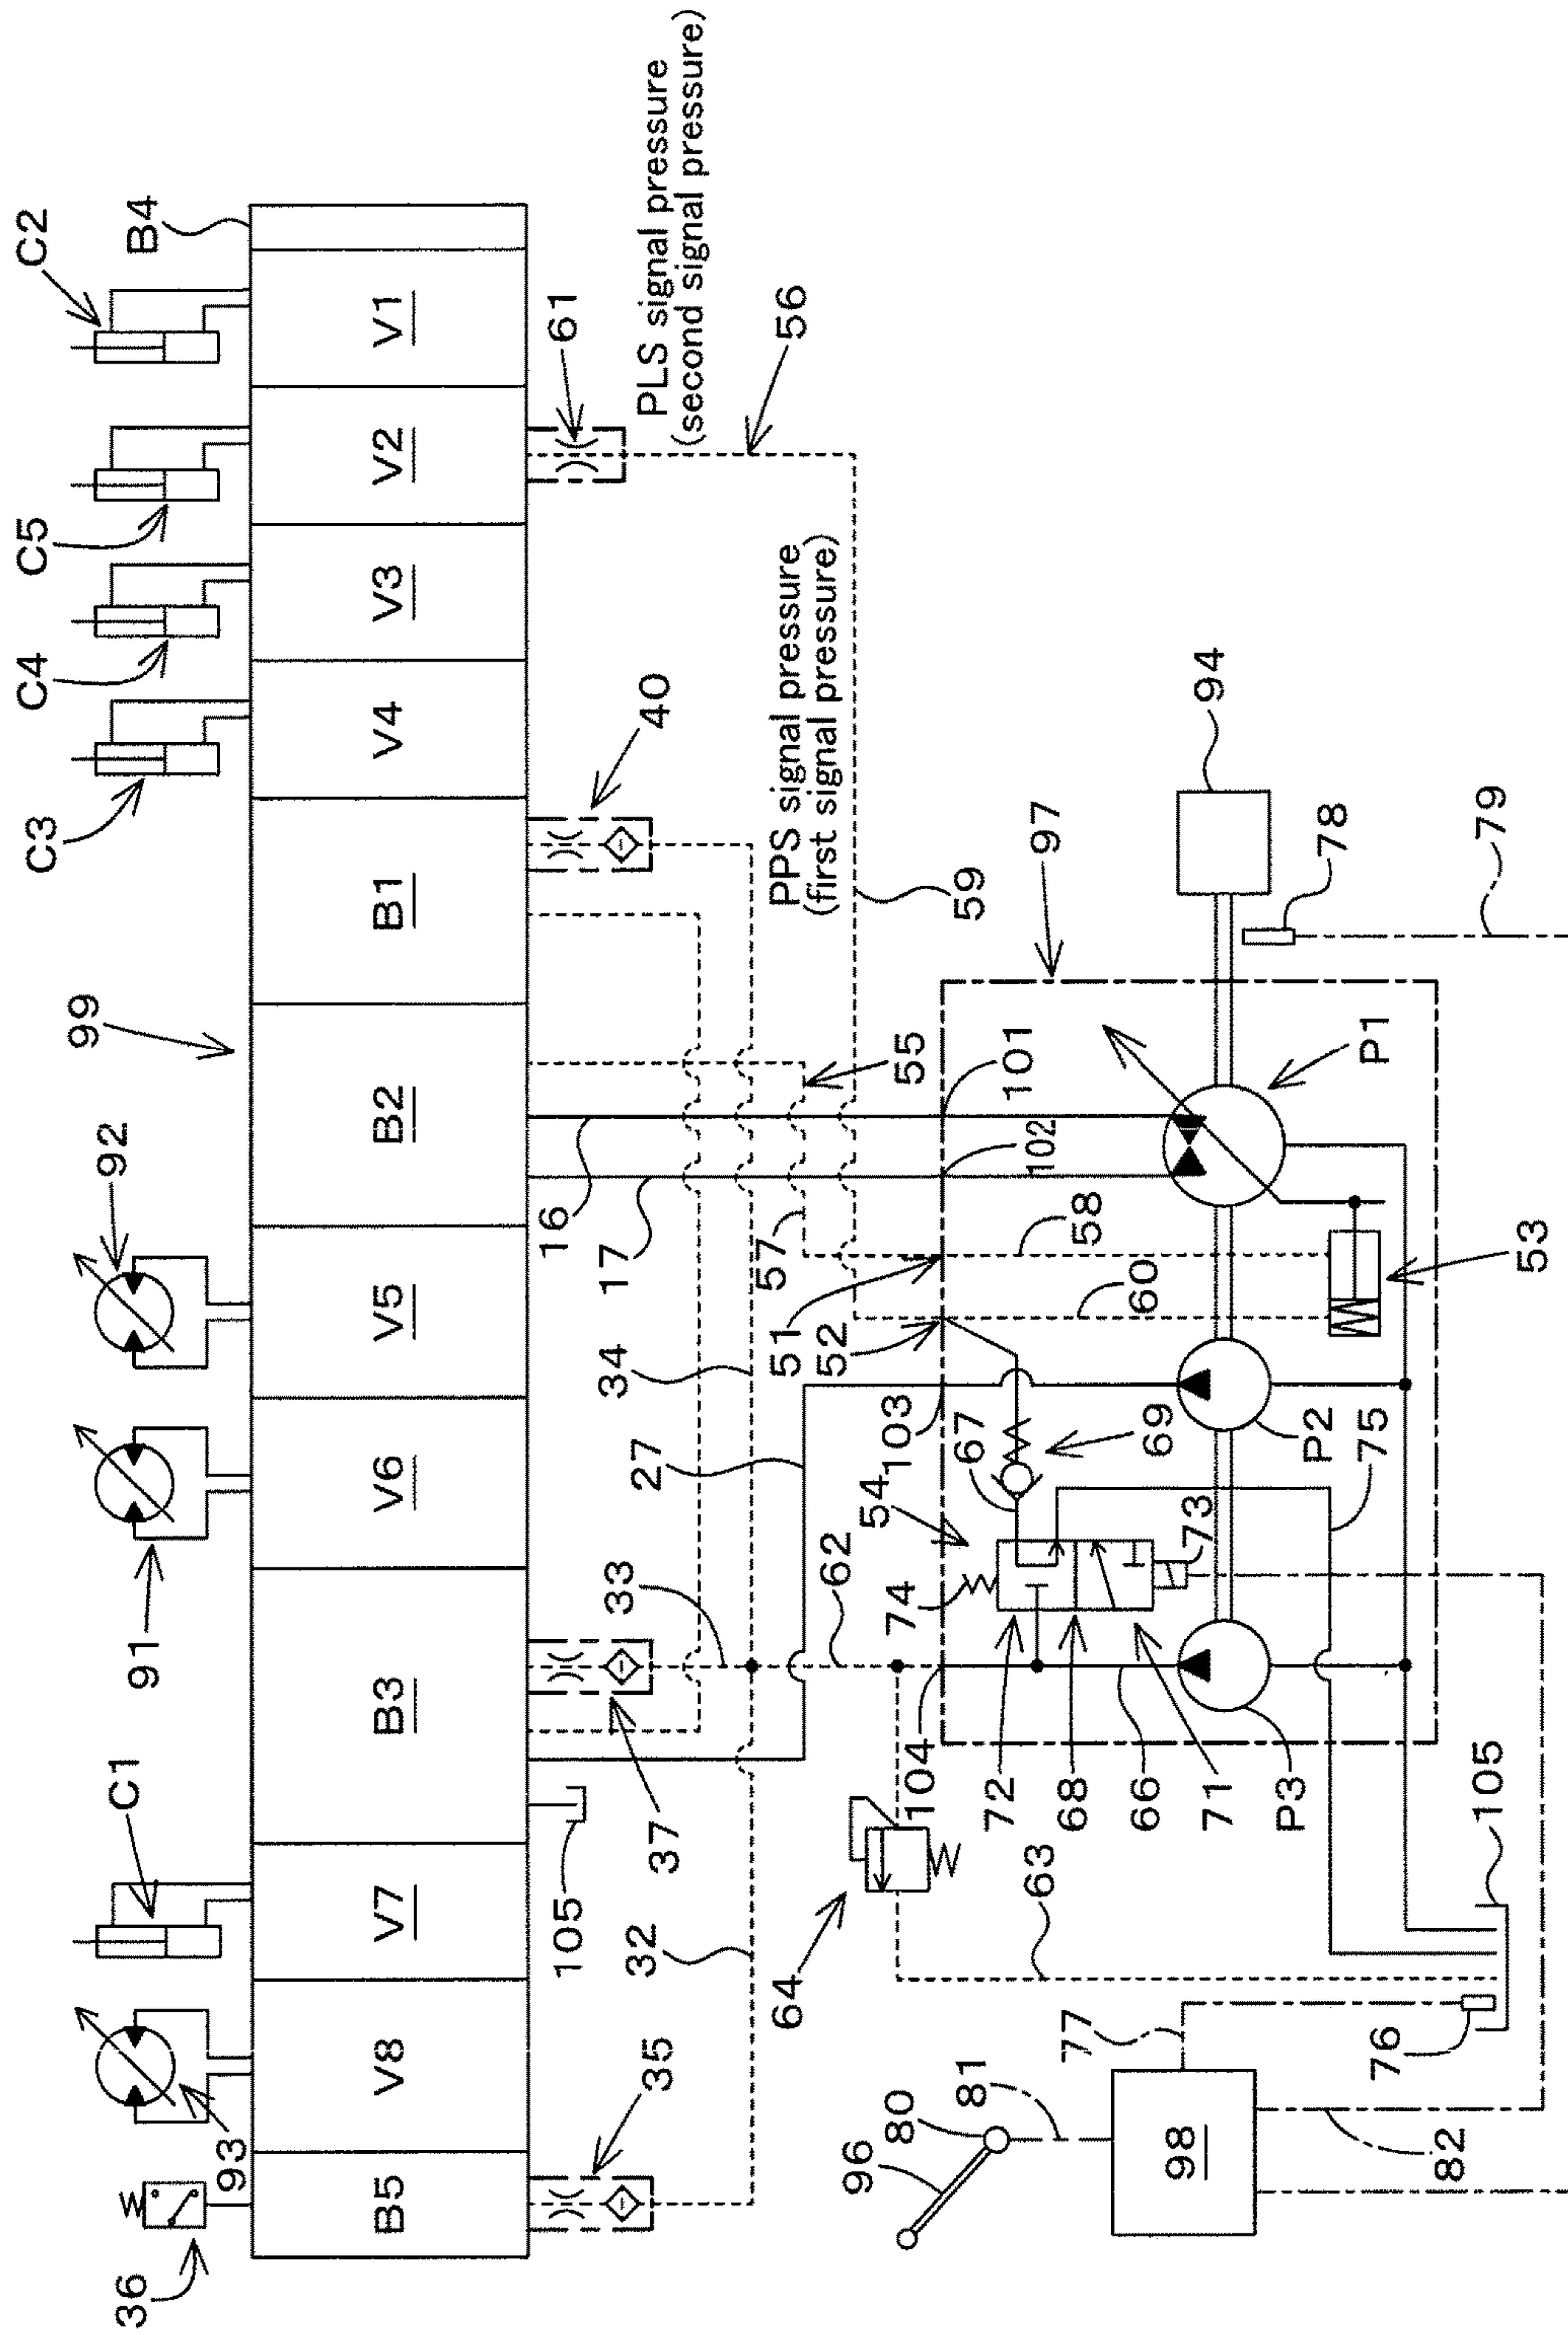 C2
B4
C5
C4
C3
99
92
91
C1
93
36
V1
V2
V3
V4
B1
B2
V5
V6
B3
V7
V8
B5
61
PLS signal pressure
(second signal pressure)
56
40
PPS signal pressure
(first signal pressure)
59
55
16
17
57
51
52
34
27
33
62
37
105
32
35
64
63
94
97
78
79
101
102
P1
58
60
53
103
67
69
54
P2
75
73
74
104
72
68
66
71
P3
105
77
76
80
81
96
98
82